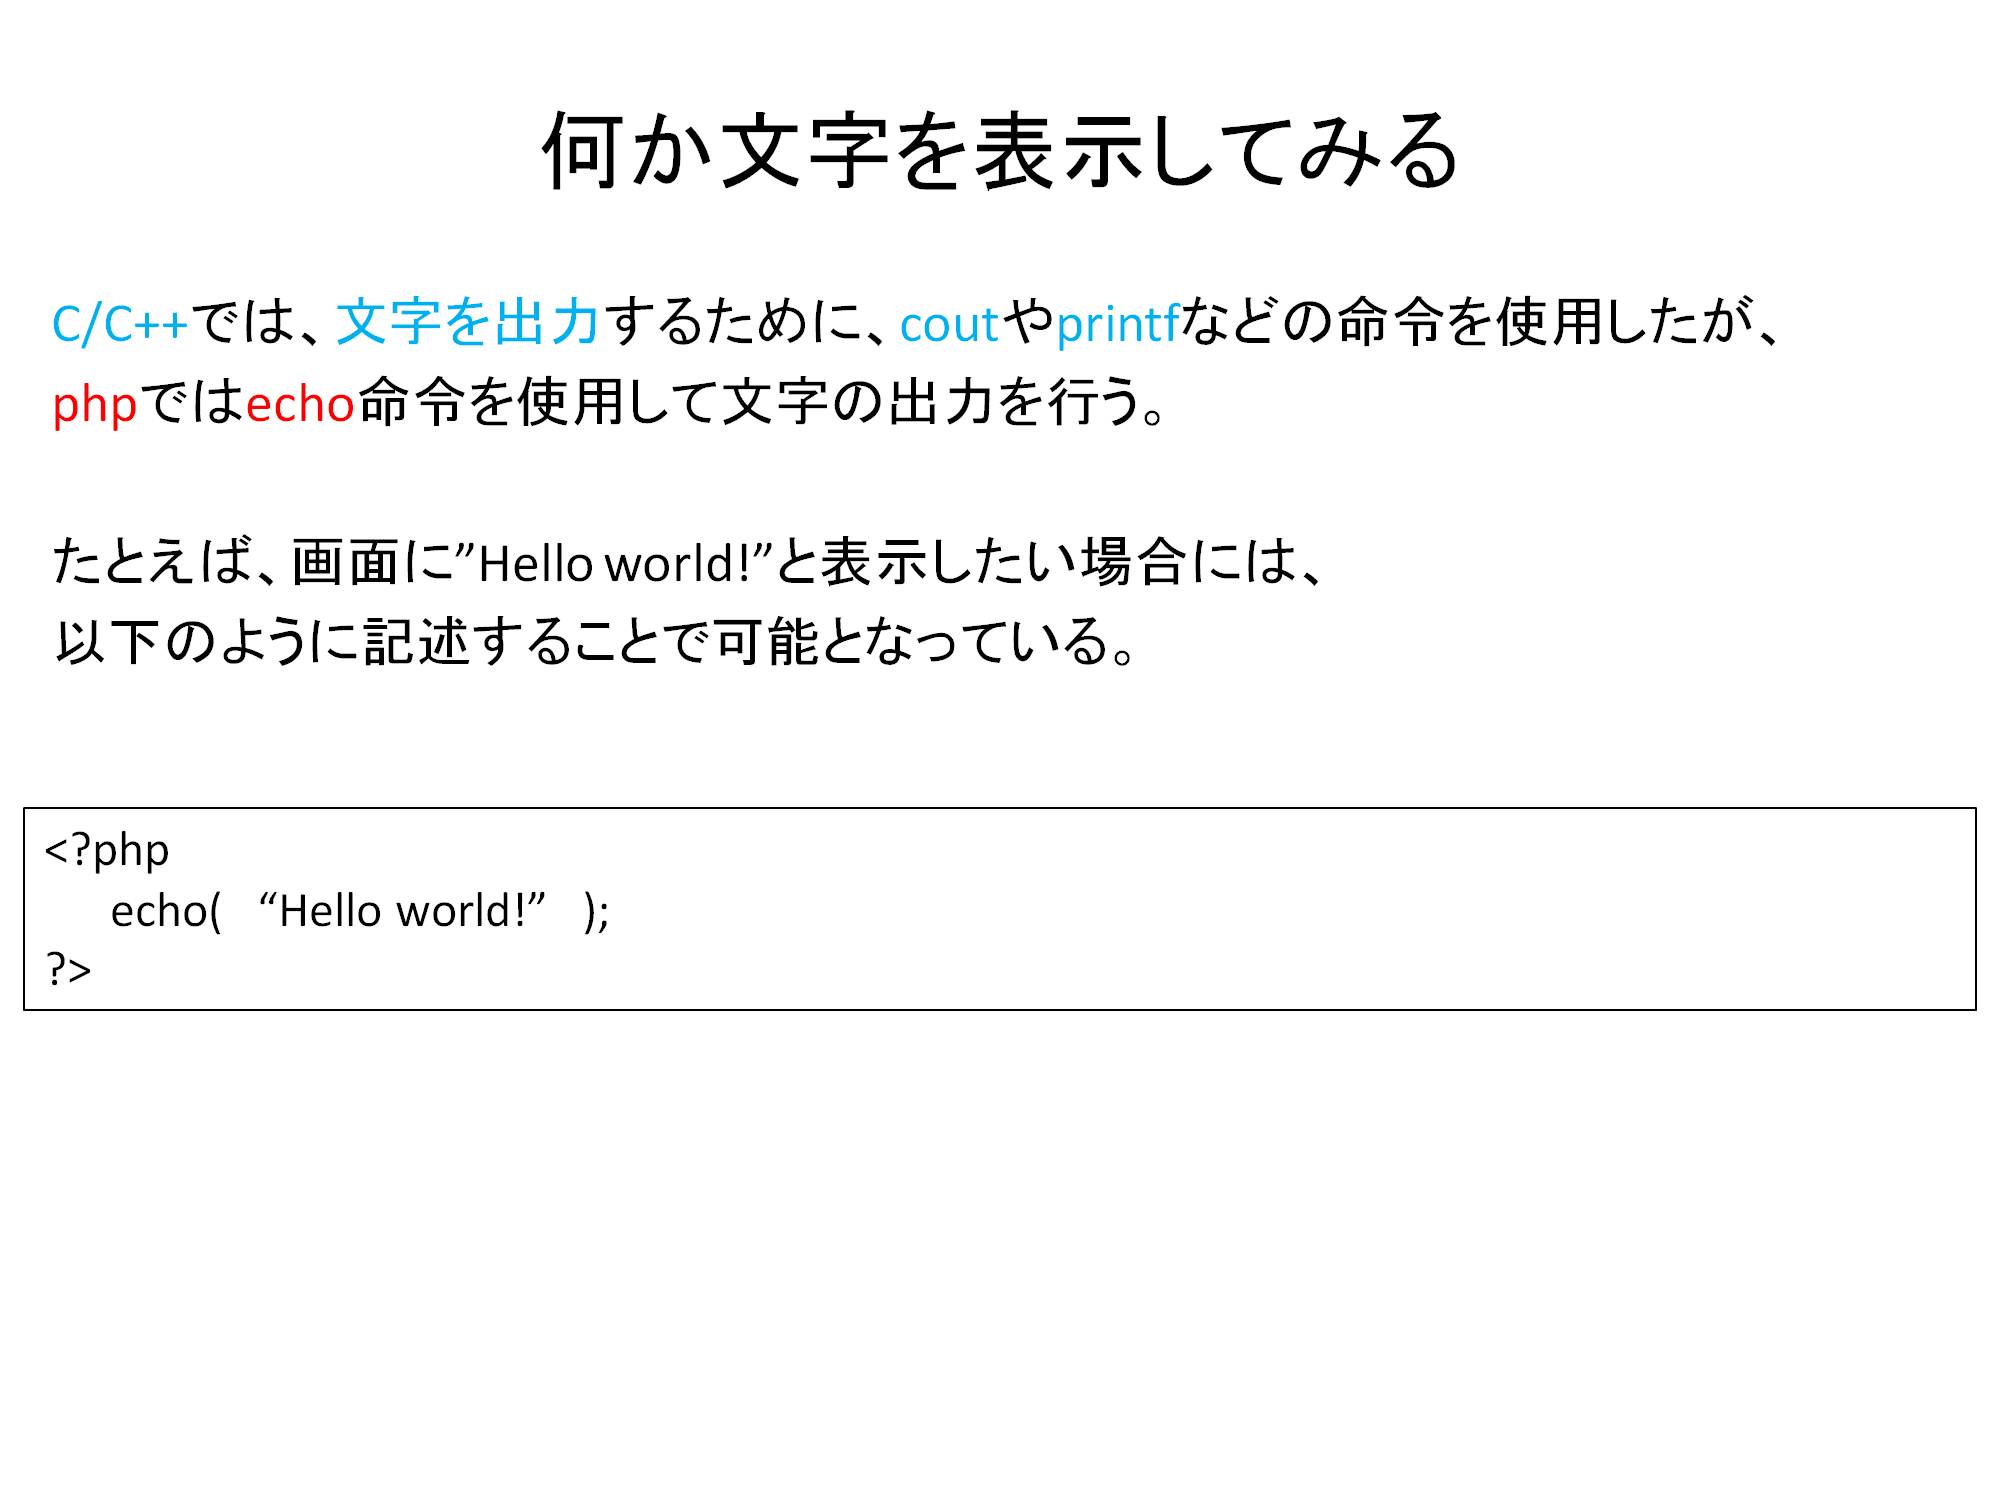 何か文字を表示してみる
C/C++では、文字を出力するために、coutやprintfなどの命令を使用したが、
phpではecho命令を使用して文字の出力を行う。
たとえば、画面に”Hello world!”と表示したい場合には、
以下のように記述することで可能となっている。
<?php
echo( “Hello world!” );
?>